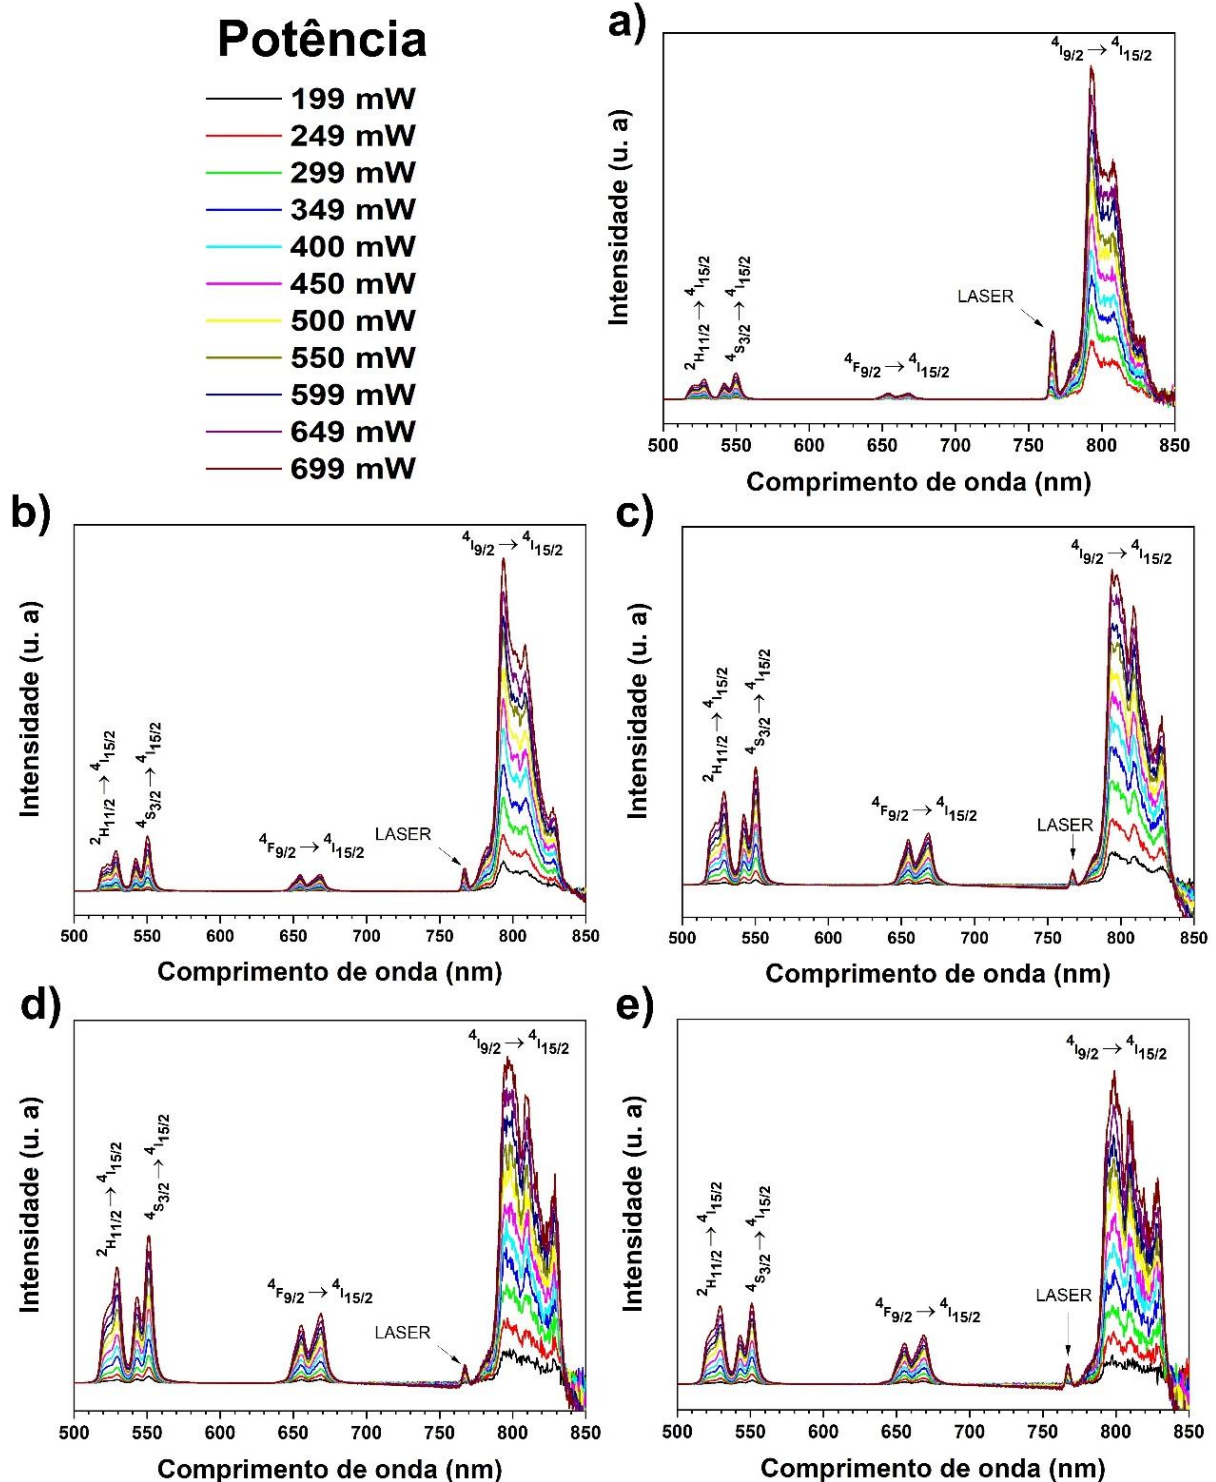 Potência
199 mW
249 mW
299 mW
349 mW
400 mW
450 mW
500 mW
550 mW
599 mW
649 mW
699 mW
a)
Intensidade (u. a)
²H₁₁/₂ → ⁴I₁₅/₂
⁴S₃/₂ → ⁴I₁₅/₂
⁴F₉/₂ → ⁴I₁₅/₂
LASER
⁴I₉/₂ → ⁴I₁₅/₂
500 550 600 650 700 750 800 850
Comprimento de onda (nm)
b)
Intensidade (u. a)
²H₁₁/₂ → ⁴I₁₅/₂
⁴S₃/₂ → ⁴I₁₅/₂
⁴F₉/₂ → ⁴I₁₅/₂
LASER
⁴I₉/₂ → ⁴I₁₅/₂
500 550 600 650 700 750 800 850
Comprimento de onda (nm)
c)
Intensidade (u. a)
²H₁₁/₂ → ⁴I₁₅/₂
⁴S₃/₂ → ⁴I₁₅/₂
⁴F₉/₂ → ⁴I₁₅/₂
LASER
⁴I₉/₂ → ⁴I₁₅/₂
500 550 600 650 700 750 800 850
Comprimento de onda (nm)
d)
Intensidade (u. a)
²H₁₁/₂ → ⁴I₁₅/₂
⁴S₃/₂ → ⁴I₁₅/₂
⁴F₉/₂ → ⁴I₁₅/₂
LASER
⁴I₉/₂ → ⁴I₁₅/₂
500 550 600 650 700 750 800 850
Comprimento de onda (nm)
e)
Intensidade (u. a)
²H₁₁/₂ → ⁴I₁₅/₂
⁴S₃/₂ → ⁴I₁₅/₂
⁴F₉/₂ → ⁴I₁₅/₂
LASER
⁴I₉/₂ → ⁴I₁₅/₂
500 550 600 650 700 750 800 850
Comprimento de onda (nm)